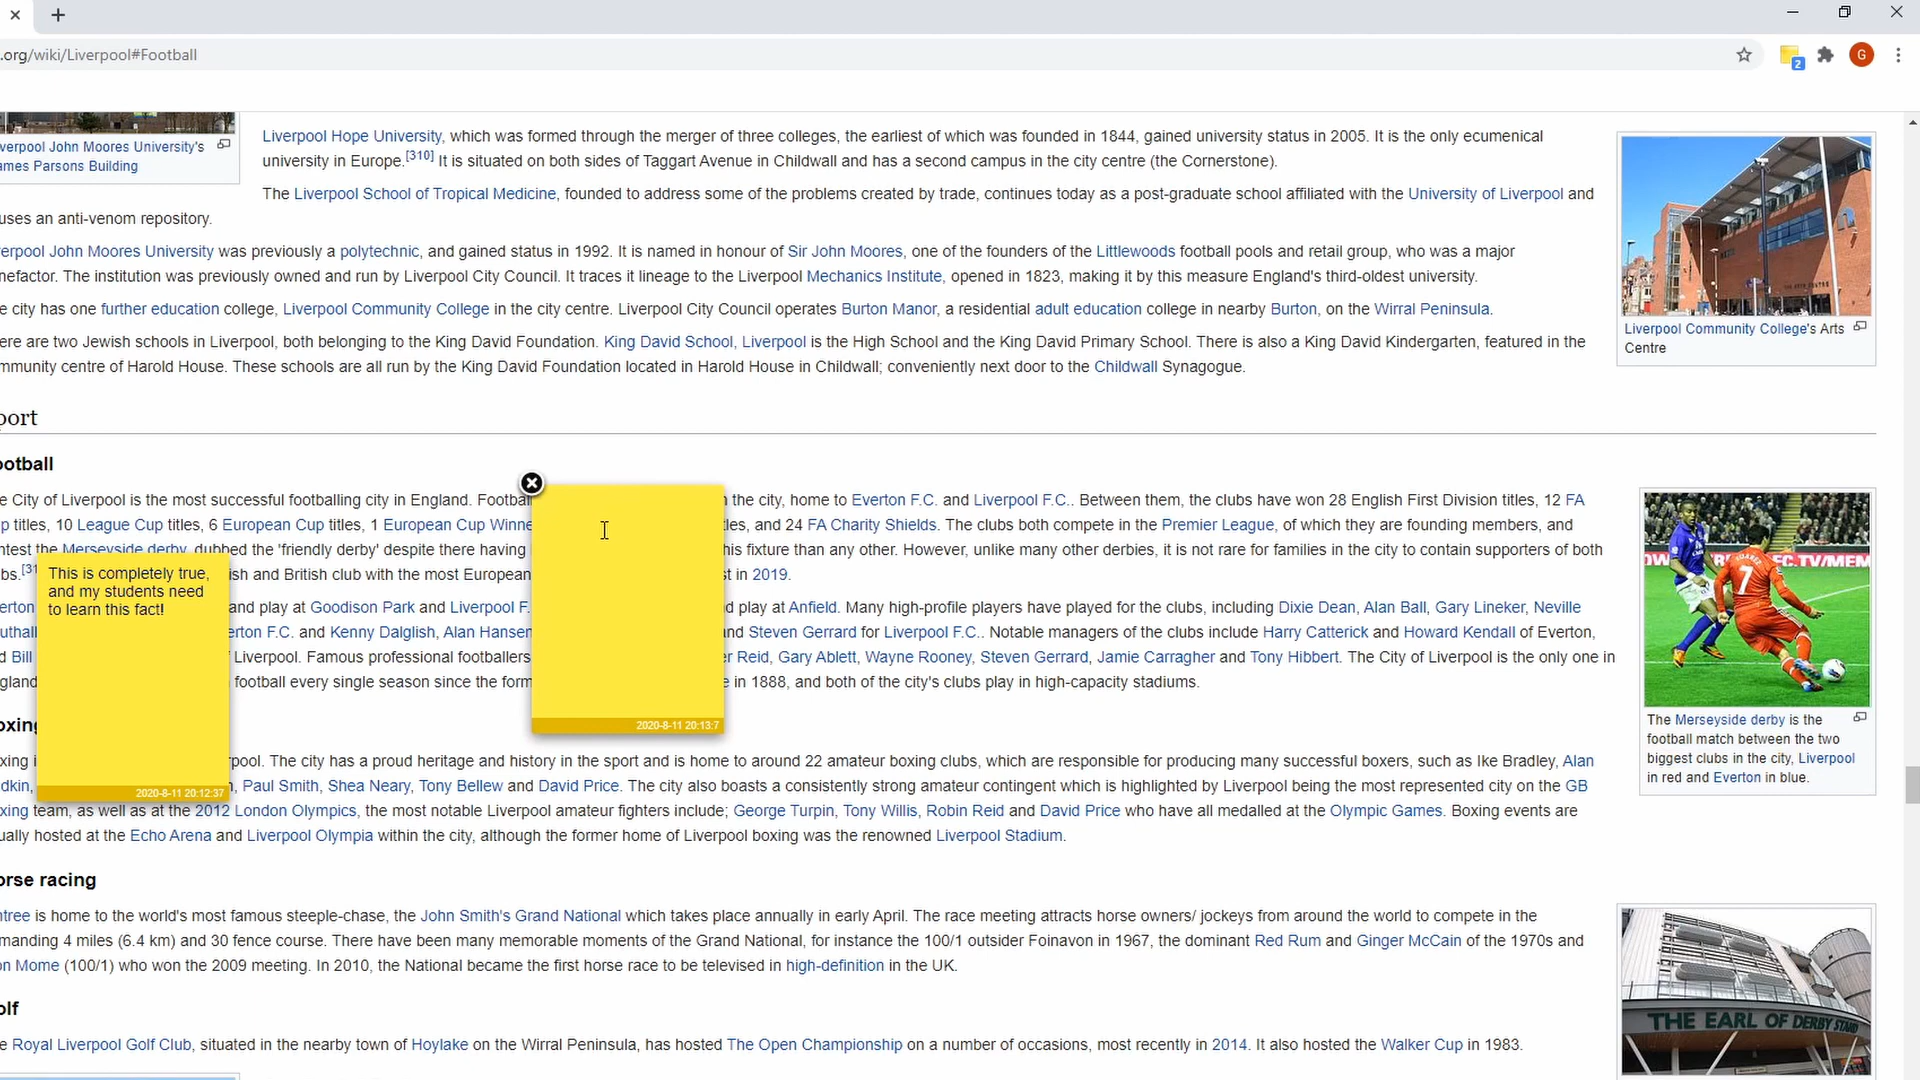 .org/wiki/Liverpool#Football
2
G
Liverpool Hope University, which was formed through the merger of three colleges, the earliest of which was founded in 1844, gained university status in 2005. It is the only ecumenical
university in Europe.[310] It is situated on both sides of Taggart Avenue in Childwall and has a second campus in the city centre (the Cornerstone).
The Liverpool School of Tropical Medicine, founded to address some of the problems created by trade, continues today as a post-graduate school affiliated with the University of Liverpool and
uses an anti-venom repository.
verpool John Moores University's
ames Parsons Building
erpool John Moores University was previously a polytechnic, and gained status in 1992. It is named in honour of Sir John Moores, one of the founders of the Littlewoods football pools and retail group, who was a major
nefactor. The institution was previously owned and run by Liverpool City Council. It traces it lineage to the Liverpool Mechanics Institute, opened in 1823, making it by this measure England's third-oldest university.
e city has one further education college, Liverpool Community College in the city centre. Liverpool City Council operates Burton Manor, a residential adult education college in nearby Burton, on the Wirral Peninsula.
ere are two Jewish schools in Liverpool, both belonging to the King David Foundation. King David School, Liverpool is the High School and the King David Primary School. There is also a King David Kindergarten, featured in the
mmunity centre of Harold House. These schools are all run by the King David Foundation located in Harold House in Childwall; conveniently next door to the Childwall Synagogue.
Liverpool Community College's Arts
Centre
port
ootball
e City of Liverpool is the most successful footballing city in England. Footbal the city, home to Everton F.C. and Liverpool F.C.. Between them, the clubs have won 28 English First Division titles, 12 FA
p titles, 10 League Cup titles, 6 European Cup titles, 1 European Cup Winne les, and 24 FA Charity Shields. The clubs both compete in the Premier League, of which they are founding members, and
ntest the Merseyside derby, dubbed the 'friendly derby' despite there having his fixture than any other. However, unlike many other derbies, it is not rare for families in the city to contain supporters of both
bs.[31 ish and British club with the most European st in 2019.
erton and play at Goodison Park and Liverpool F. d play at Anfield. Many high-profile players have played for the clubs, including Dixie Dean, Alan Ball, Gary Lineker, Neville
uthall erton F.C. and Kenny Dalglish, Alan Hansen nd Steven Gerrard for Liverpool F.C.. Notable managers of the clubs include Harry Catterick and Howard Kendall of Everton,
d Bill Liverpool. Famous professional footballers r Reid, Gary Ablett, Wayne Rooney, Steven Gerrard, Jamie Carragher and Tony Hibbert. The City of Liverpool is the only one in
gland football every single season since the form e in 1888, and both of the city's clubs play in high-capacity stadiums.
This is completely true,
and my students need
to learn this fact!
2020-8-11 20:12:37
2020-8-11 20:13:7
7
The Merseyside derby is the
football match between the two
biggest clubs in the city, Liverpool
in red and Everton in blue.
oxing
xing i rpool. The city has a proud heritage and history in the sport and is home to around 22 amateur boxing clubs, which are responsible for producing many successful boxers, such as Ike Bradley, Alan
dkin, Paul Smith, Shea Neary, Tony Bellew and David Price. The city also boasts a consistently strong amateur contingent which is highlighted by Liverpool being the most represented city on the GB
xing team, as well as at the 2012 London Olympics, the most notable Liverpool amateur fighters include; George Turpin, Tony Willis, Robin Reid and David Price who have all medalled at the Olympic Games. Boxing events are
ually hosted at the Echo Arena and Liverpool Olympia within the city, although the former home of Liverpool boxing was the renowned Liverpool Stadium.
orse racing
ntree is home to the world's most famous steeple-chase, the John Smith's Grand National which takes place annually in early April. The race meeting attracts horse owners/ jockeys from around the world to compete in the
manding 4 miles (6.4 km) and 30 fence course. There have been many memorable moments of the Grand National, for instance the 100/1 outsider Foinavon in 1967, the dominant Red Rum and Ginger McCain of the 1970s and
on Mome (100/1) who won the 2009 meeting. In 2010, the National became the first horse race to be televised in high-definition in the UK.
THE EARL OF DERBY STAND
olf
e Royal Liverpool Golf Club, situated in the nearby town of Hoylake on the Wirral Peninsula, has hosted The Open Championship on a number of occasions, most recently in 2014. It also hosted the Walker Cup in 1983.